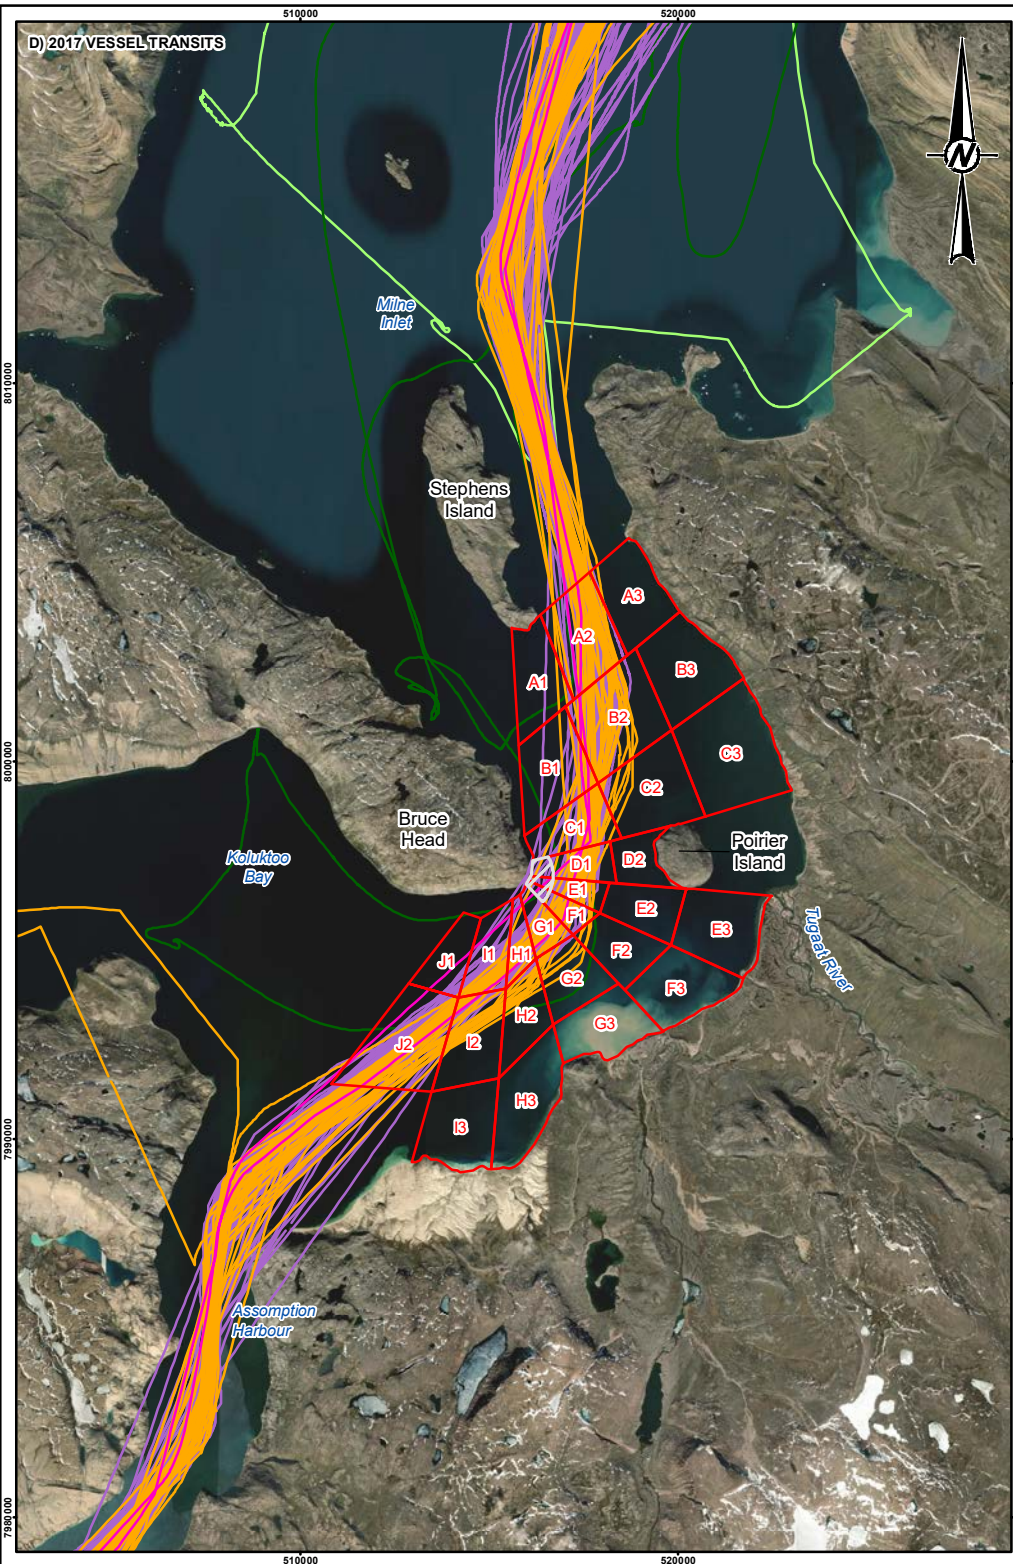 510000
520000
D) 2017 VESSEL TRANSITS
N
Milne
Inlet
8010000
Stephens
Island
A3
A2
B3
A1
B2
C3
B1
C2
8000000
Bruce
Head
C1
Poirier
Island
D1
D2
Koluktoo
Bay
E1
E2
F1
E3
G1
Tugaat River
F2
H1
I1
J1
G2
F3
H2
G3
I2
J2
H3
I3
7990000
Assomption
Harbour
7980000
510000
520000